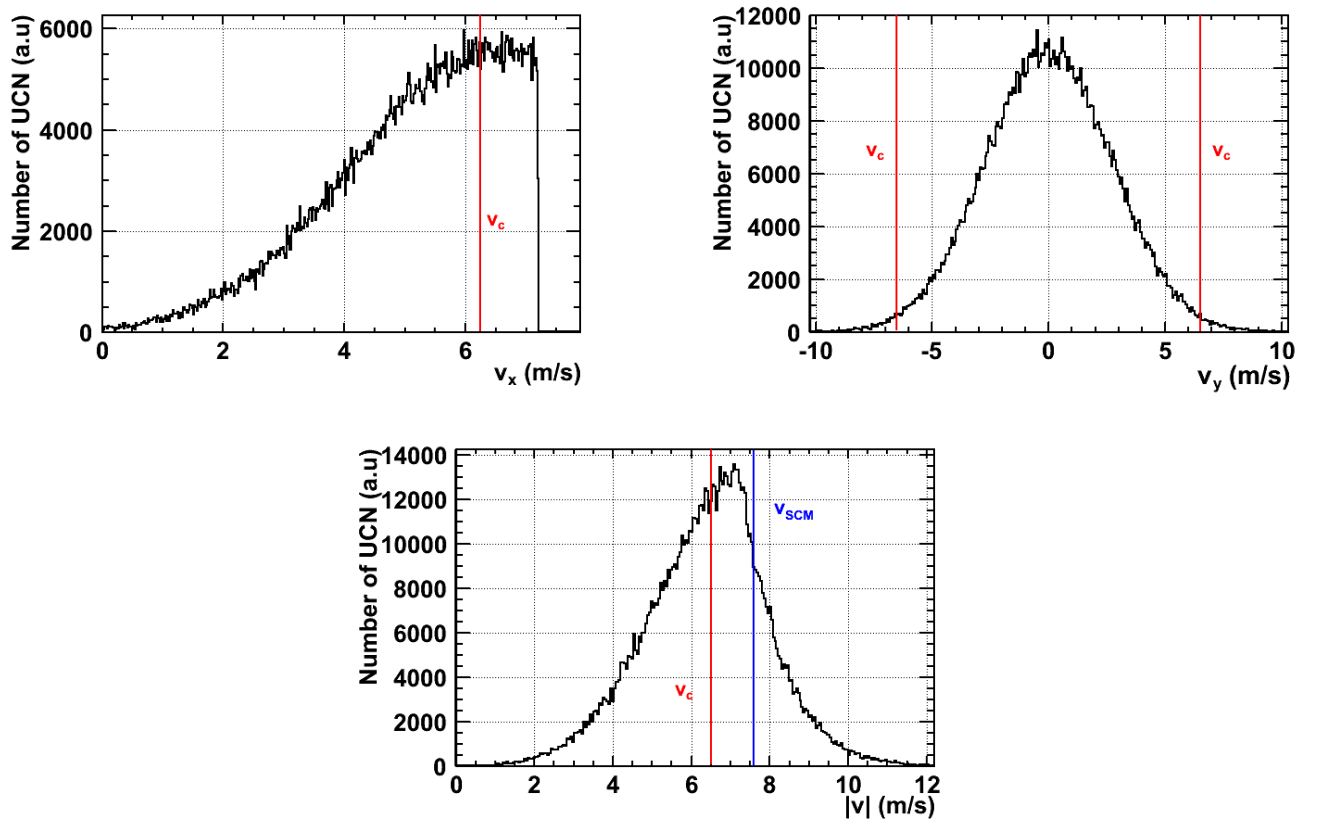 Number of UCN (a.u)
6000
4000
2000
0
0 2 4 6
v_c
v_x (m/s)
Number of UCN (a.u)
12000
10000
8000
6000
4000
2000
0
-10 -5 0 5 10
v_c v_c
v_y (m/s)
Number of UCN (a.u)
14000
12000
10000
8000
6000
4000
2000
0
0 2 4 6 8 10 12
v_SCM
v_c
|v| (m/s)